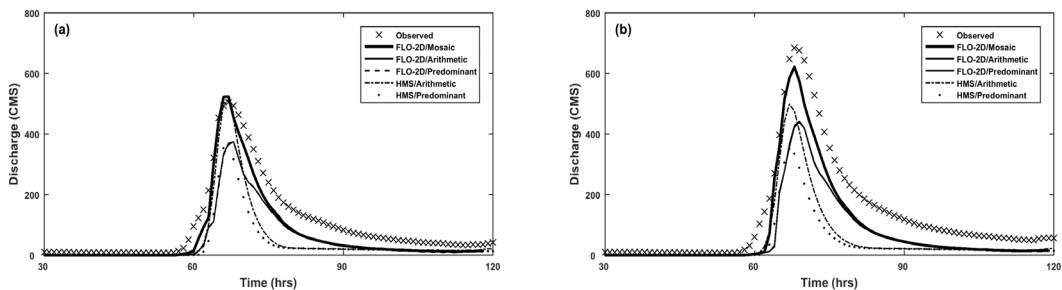 (a)
Observed
FLO-2D/Mosaic
FLO-2D/Arithmetic
FLO-2D/Predominant
HMS/Arithmetic
HMS/Predominant
800
600
400
200
0
30
60
90
120
Discharge (CMS)
Time (hrs)
(b)
Observed
FLO-2D/Mosaic
FLO-2D/Arithmetic
FLO-2D/Predominant
HMS/Arithmetic
HMS/Predominant
800
600
400
200
0
30
60
90
120
Discharge (CMS)
Time (hrs)